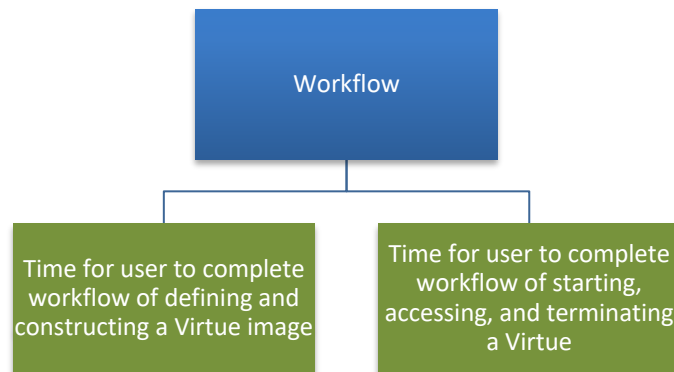 Workflow
Time for user to complete
workflow of defining and
constructing a Virtue image
Time for user to complete
workflow of starting,
accessing, and terminating
a Virtue